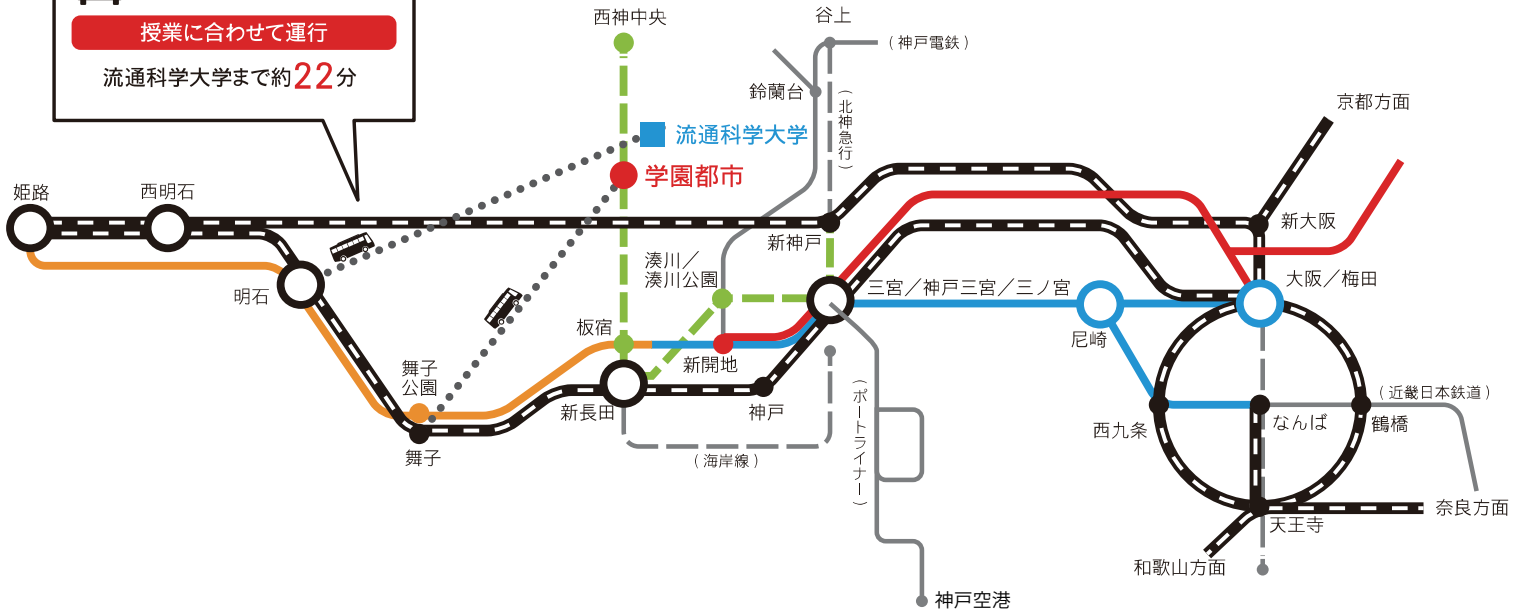 授業に合わせて運行
流通科学大学まで約22分
西神中央
谷上
(神戸電鉄)
鈴蘭台
(北神急行)
京都方面
流通科学大学
学園都市
姫路
西明石
新神戸
新大阪
湊川／
湊川公園
明石
三宮／神戸三宮／三ノ宮
大阪／梅田
板宿
尼崎
新開地
舞子
公園
新長田
神戸
(ポートライナー)
(近畿日本鉄道)
西九条
なんば
鶴橋
舞子
(海岸線)
奈良方面
天王寺
和歌山方面
神戸空港